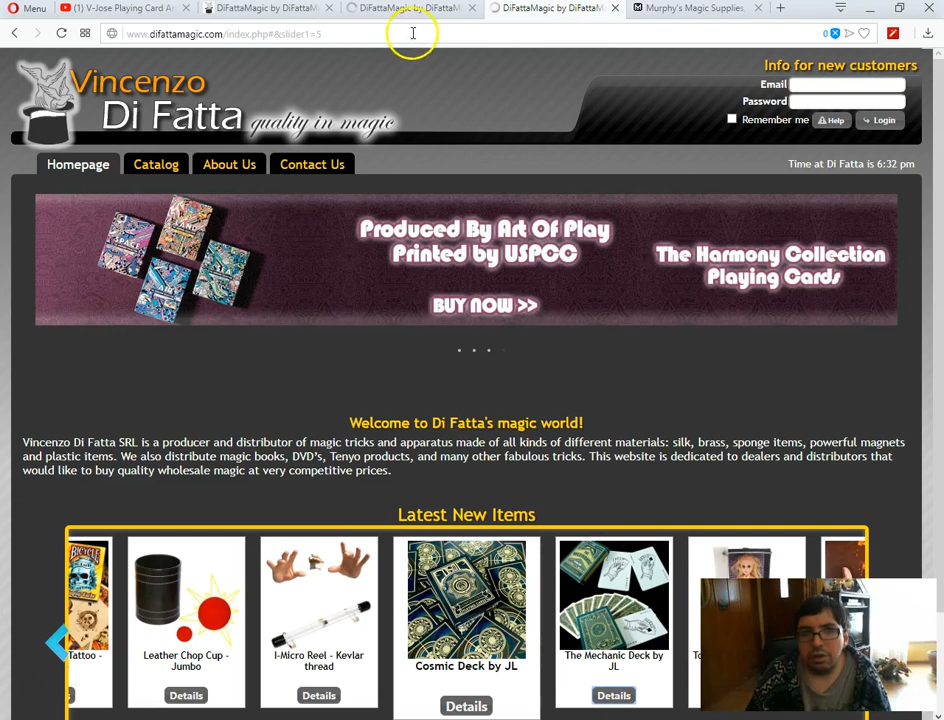 Menu
(1) V-Jose Playing Card Ar
DiFattaMagic by DiFattaM
DiFattaMagic by DiFattaM
DiFattaMagic by DiFattaM
Murphy's Magic Supplies,
www.difattamagic.com/index.php#&slider1=5
0
Vincenzo
Di Fatta quality in magic
Info for new customers
Email
Password
Remember me Help Login
Homepage Catalog About Us Contact Us
Time at Di Fatta is 6:32 pm
Produced By Art Of Play
Printed by USPCC
BUY NOW >>
The Harmony Collection
Playing Cards
Welcome to Di Fatta's magic world!
Vincenzo Di Fatta SRL is a producer and distributor of magic tricks and apparatus made of all kinds of different materials: silk, brass, sponge items, powerful magnets
and plastic items. We also distribute magic books, DVD's, Tenyo products, and many other fabulous tricks. This website is dedicated to dealers and distributors that
would like to buy quality wholesale magic at very competitive prices.
Latest New Items
Tattoo -
Leather Chop Cup -
Jumbo
Details
I-Micro Reel - Kevlar
thread
Details
Cosmic Deck by JL
Details
The Mechanic Deck by
JL
Details